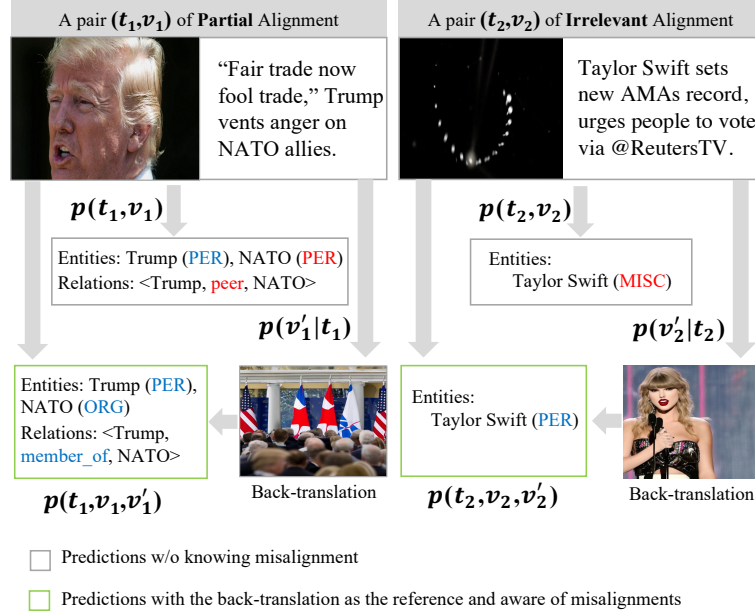 A pair (t₁,v₁) of Partial Alignment
“Fair trade now
fool trade,” Trump
vents anger on
NATO allies.
p(t₁,v₁)
Entities: Trump (PER), NATO (PER)
Relations: <Trump, peer, NATO>
p(v₁′|t₁)
Entities: Trump (PER),
NATO (ORG)
Relations: <Trump,
member_of, NATO>
Back-translation
p(t₁,v₁,v₁′)
A pair (t₂,v₂) of Irrelevant Alignment
Taylor Swift sets
new AMAs record,
urges people to vote
via @ReutersTV.
p(t₂,v₂)
Entities:
Taylor Swift (MISC)
p(v₂′|t₂)
Entities:
Taylor Swift (PER)
Back-translation
p(t₂,v₂,v₂′)
Predictions w/o knowing misalignment
Predictions with the back-translation as the reference and aware of misalignments